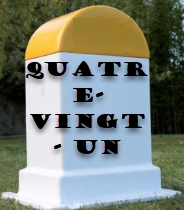 QUATR
E-
VINGT
- UN